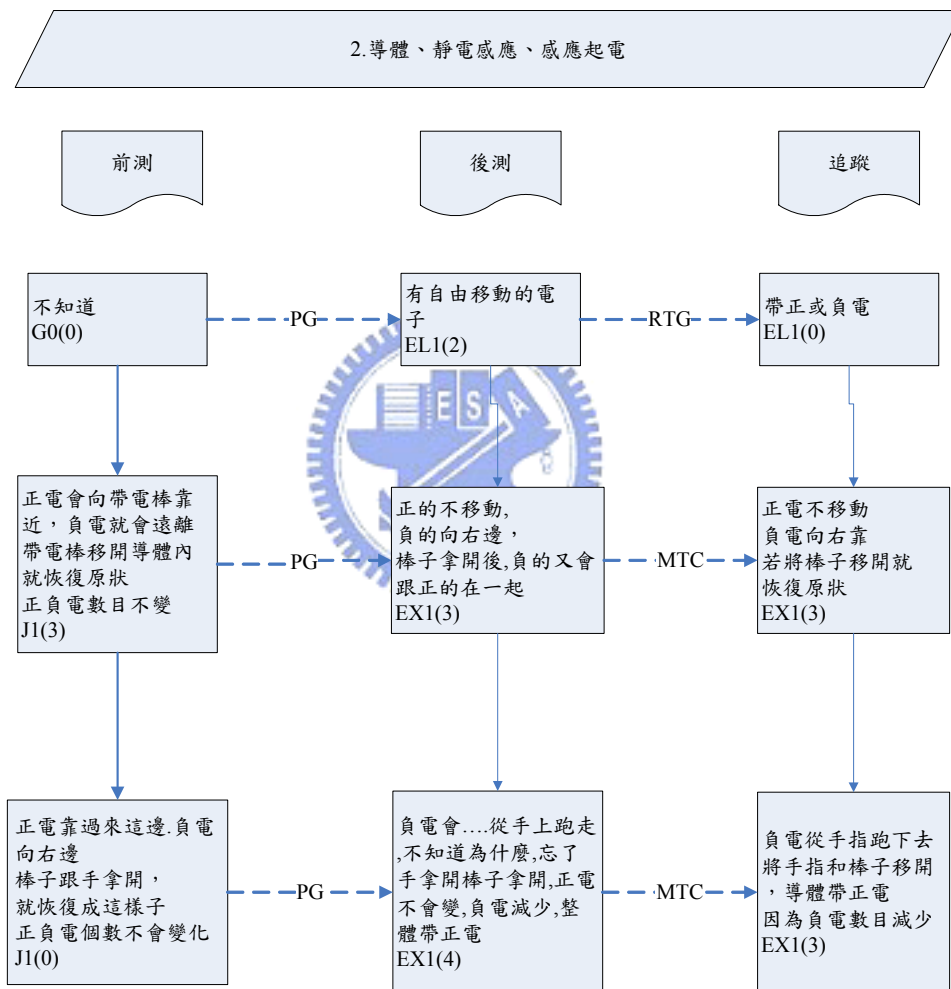 2.導體、靜電感應、感應起電
前測
後測
追蹤
不知道
G0(0)
PG
有自由移動的電
子
EL1(2)
RTG
帶正或負電
EL1(0)
ESA
正電會向帶電棒靠
近，負電就會遠離
帶電棒移開導體內
就恢復原狀
正負電數目不變
J1(3)
PG
正的不移動,
負的向右邊，
棒子拿開後,負的又會
跟正的在一起
EX1(3)
MTC
正電不移動
負電向右靠
若將棒子移開就
恢復原狀
EX1(3)
正電靠過來這邊.負電
向右邊
棒子跟手拿開，
就恢復成這樣子
正負電個數不會變化
J1(0)
PG
負電會....從手上跑走
,不知道為什麼,忘了
手拿開棒子拿開,正電
不會變,負電減少,整
體帶正電
EX1(4)
MTC
負電從手指跑下去
將手指和棒子移開
，導體帶正電
因為負電數目減少
EX1(3)